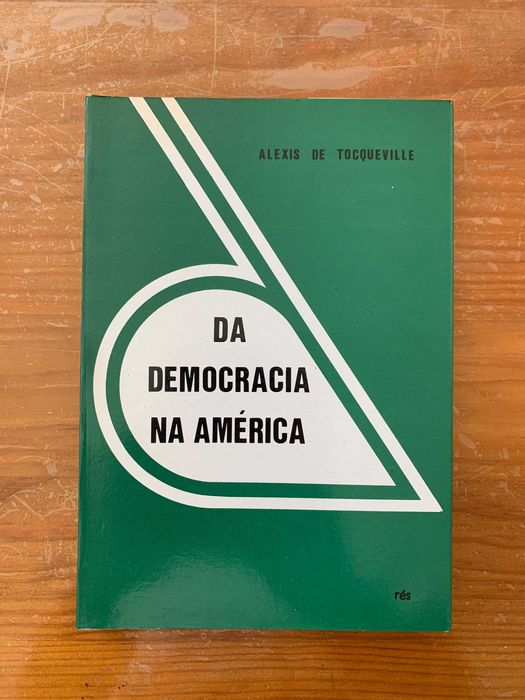 ALEXIS DE TOCQUEVILLE
DA
DEMOCRACIA
NA AMÉRICA
rés